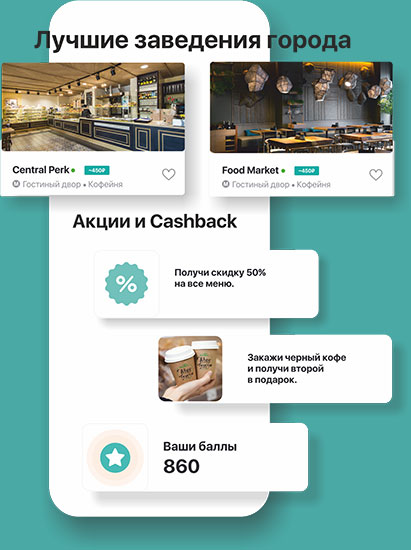 Лучшие заведения города
Central Perk
~450₽
М Гостиный двор • Кофейня
Food Market
~450₽
М Гостиный двор • Кофейня
Акции и Cashback
%
Получи скидку 50%
на все меню.
Закажи черный кофе
и получи второй
в подарок.
Ваши баллы
860